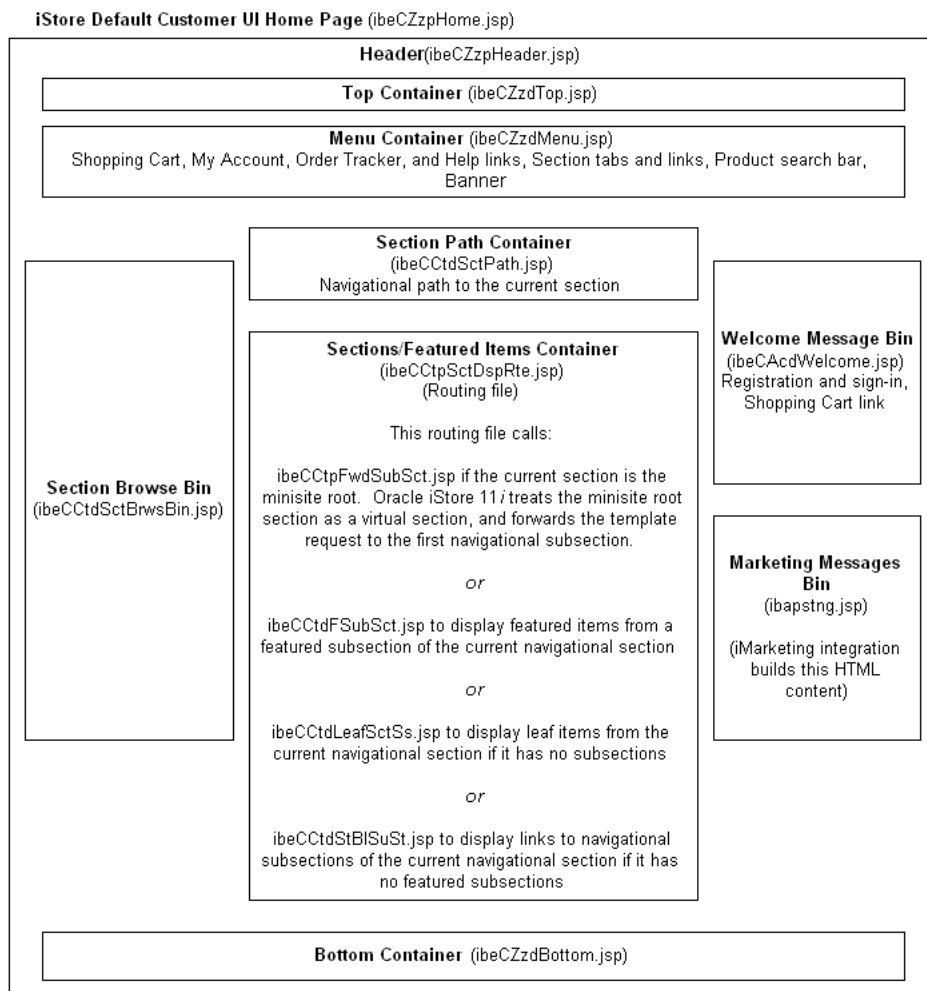 iStore Default Customer UI Home Page (ibeCZzpHome.jsp)
Header(ibeCZzpHeader.jsp)
Top Container (ibeCZzdTop.jsp)
Menu Container (ibeCZzdMenu.jsp)
Shopping Cart, My Account, Order Tracker, and Help links, Section tabs and links, Product search bar,
Banner
Section Path Container
(ibeCCtdSctPath.jsp)
Navigational path to the current section
Section Browse Bin
(ibeCCtdSctBrwsBin.jsp)
Sections/Featured Items Container
(ibeCCtpSctDspRte.jsp)
(Routing file)
This routing file calls:
ibeCCtpFwdSubSct.jsp if the current section is the
minisite root. Oracle iStore 11i treats the minisite root
section as a virtual section, and forwards the template
request to the first navigational subsection.
or
ibeCCtdFSubSct.jsp to display featured items from a
featured subsection of the current navigational section
or
ibeCCtdLeafSctSs.jsp to display leaf items from the
current navigational section if it has no subsections
or
ibeCCtdStBlSuSt.jsp to display links to navigational
subsections of the current navigational section if it has
no featured subsections
Welcome Message Bin
(ibeCAcdWelcome.jsp)
Registration and sign-in,
Shopping Cart link
Marketing Messages
Bin
(ibapstng.jsp)
(iMarketing integration
builds this HTML
content)
Bottom Container (ibeCZzdBottom.jsp)